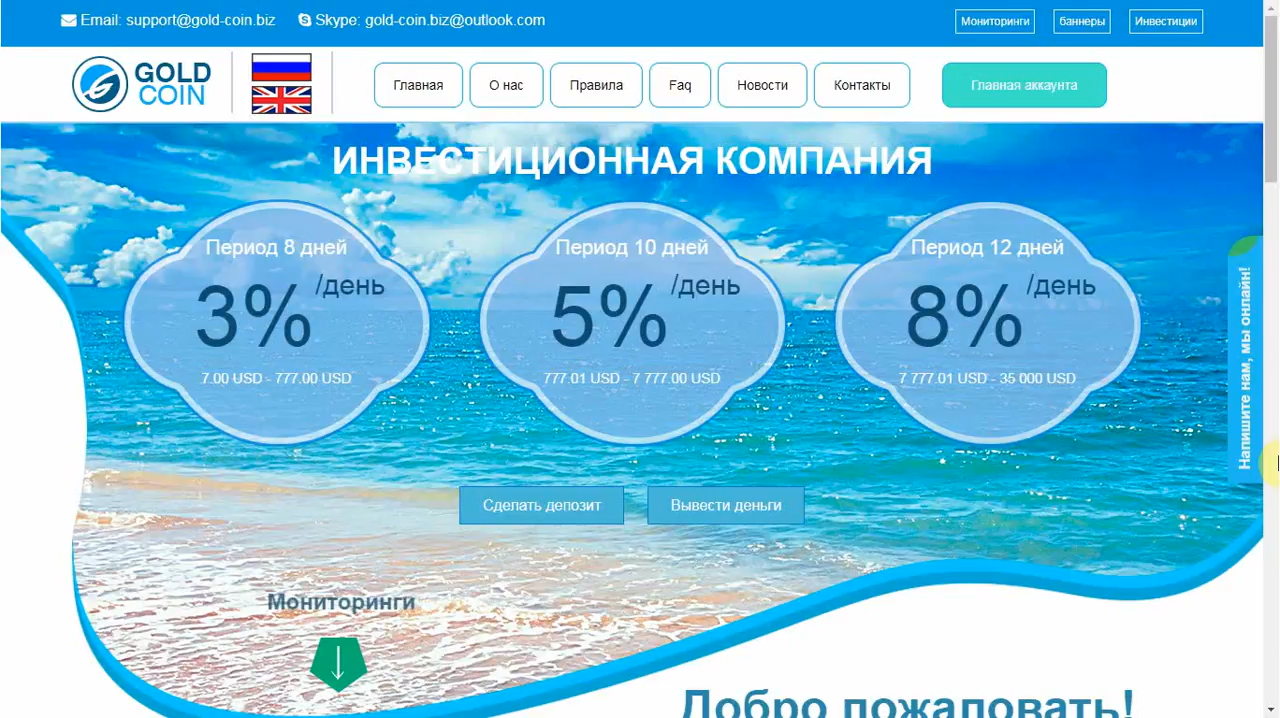 Email: support@gold-coin.biz Skype: gold-coin.biz@outlook.com
Мониторинги баннеры Инвестиции
GOLD
COIN
Главная О нас Правила Faq Новости Контакты Главная аккаунта
ИНВЕСТИЦИОННАЯ КОМПАНИЯ
Период 8 дней
3% /день
7.00 USD - 777.00 USD
Период 10 дней
5% /день
777.01 USD - 7 777.00 USD
Период 12 дней
8% /день
7 777.01 USD - 35 000 USD
Напишите нам, мы онлайн!
Сделать депозит Вывести деньги
Мониторинги
Добро пожаловать!